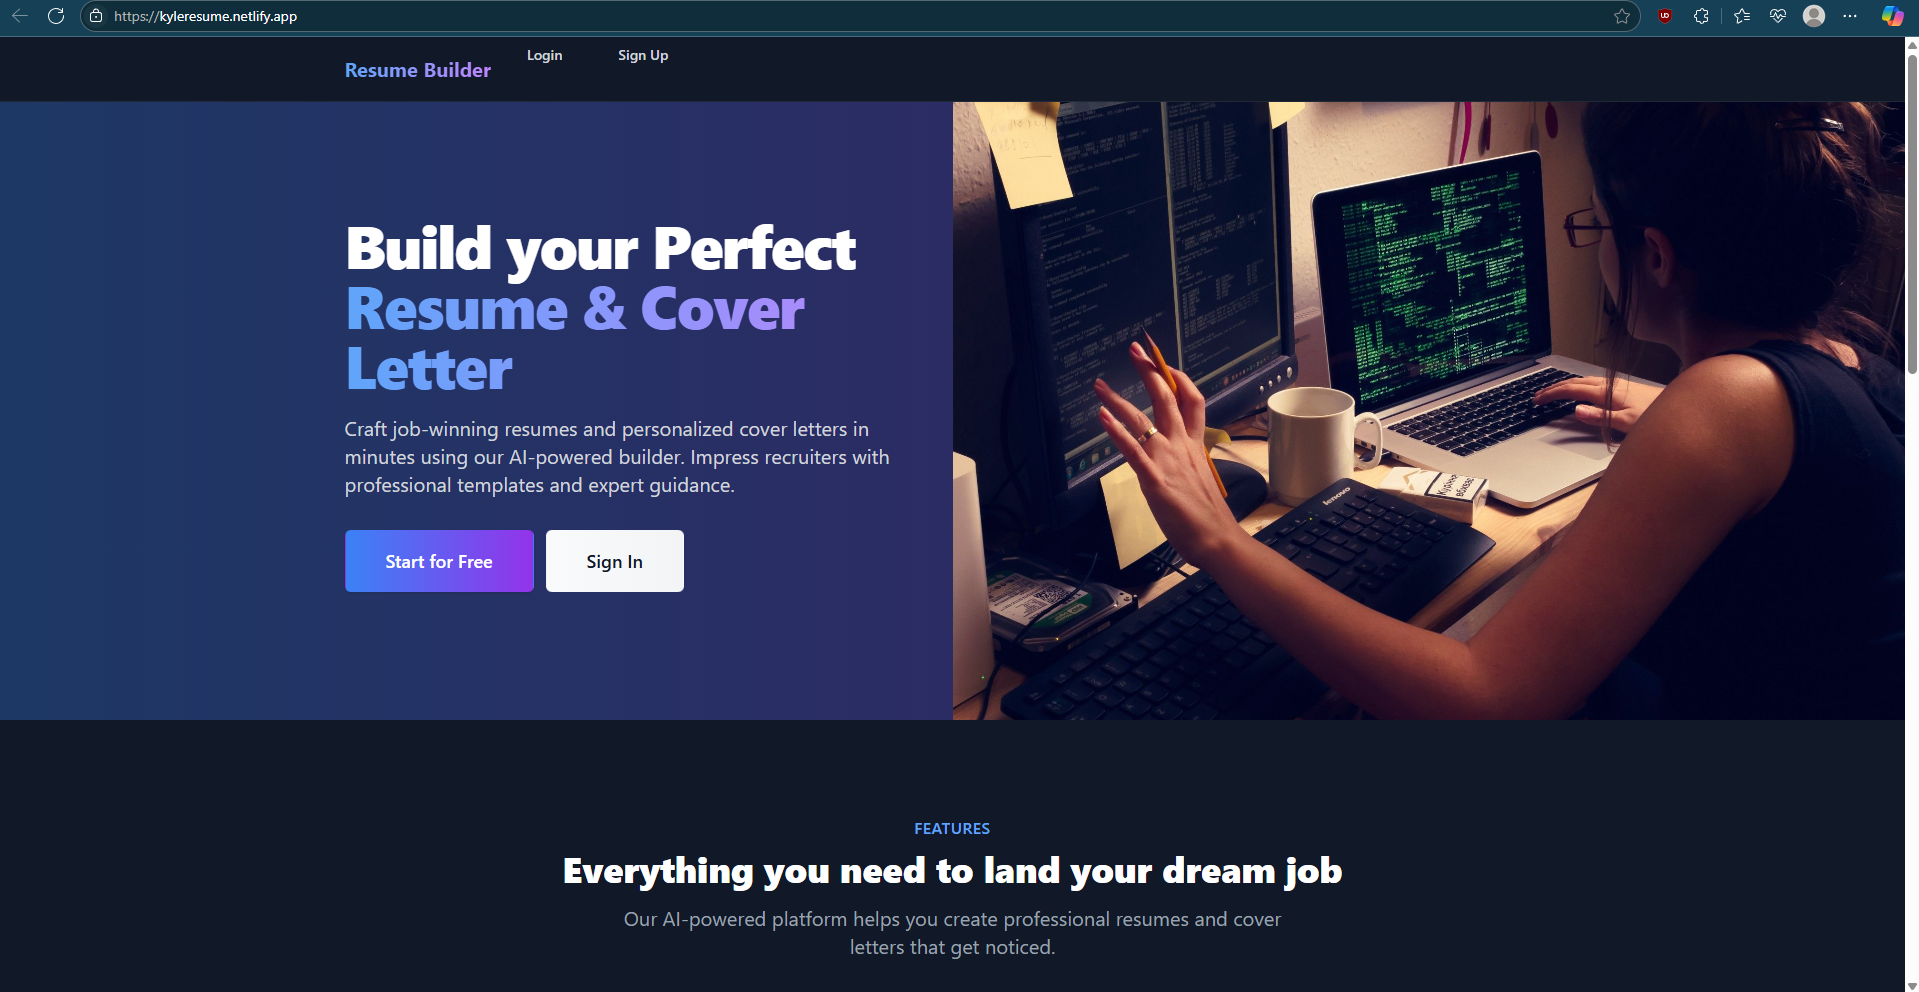 https://kyleresume.netlify.app
Resume Builder
Login
Sign Up
Build your Perfect
Resume & Cover
Letter
Craft job-winning resumes and personalized cover letters in
minutes using our AI-powered builder. Impress recruiters with
professional templates and expert guidance.
Start for Free
Sign In
lenovo
FEATURES
Everything you need to land your dream job
Our AI-powered platform helps you create professional resumes and cover
letters that get noticed.